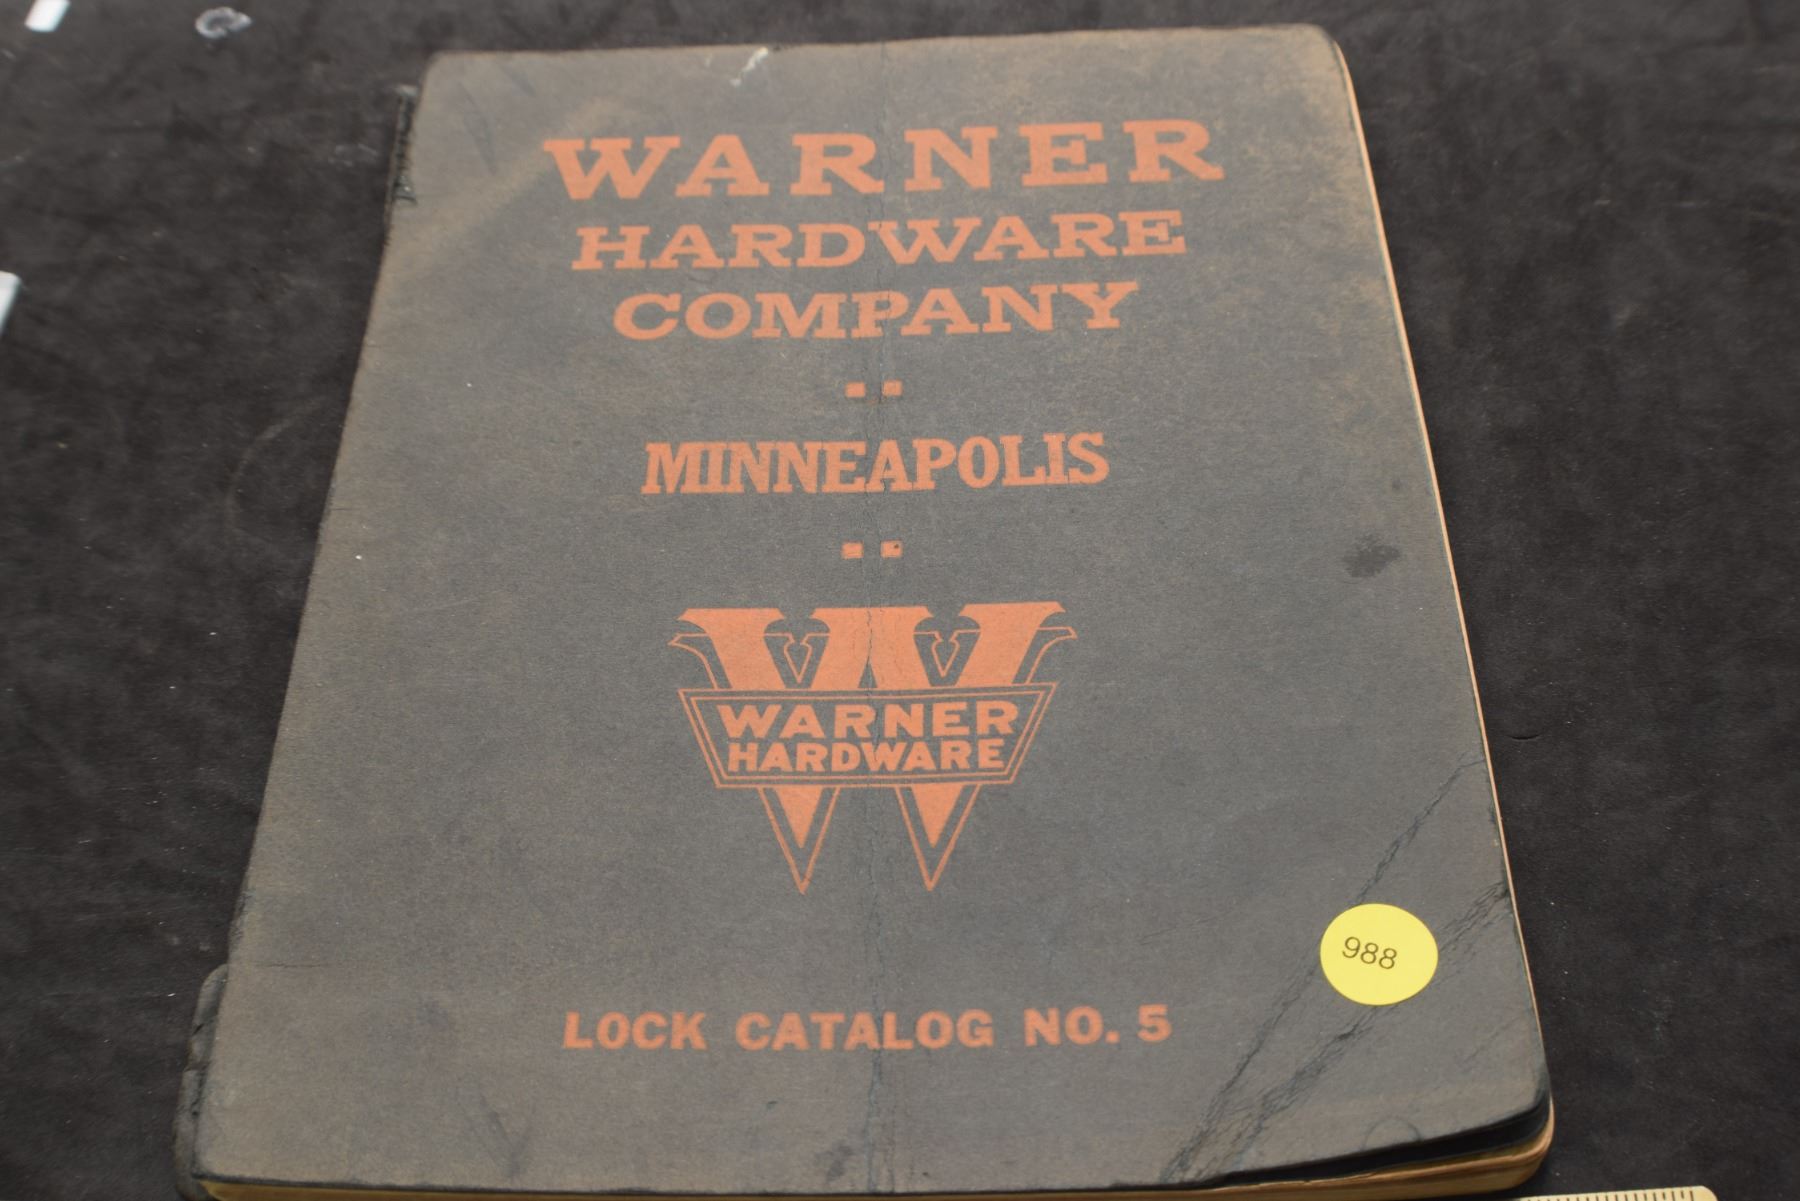 WARNER
HARDWARE
COMPANY
MINNEAPOLIS
WARNER
HARDWARE
988
LOCK CATALOG NO. 5